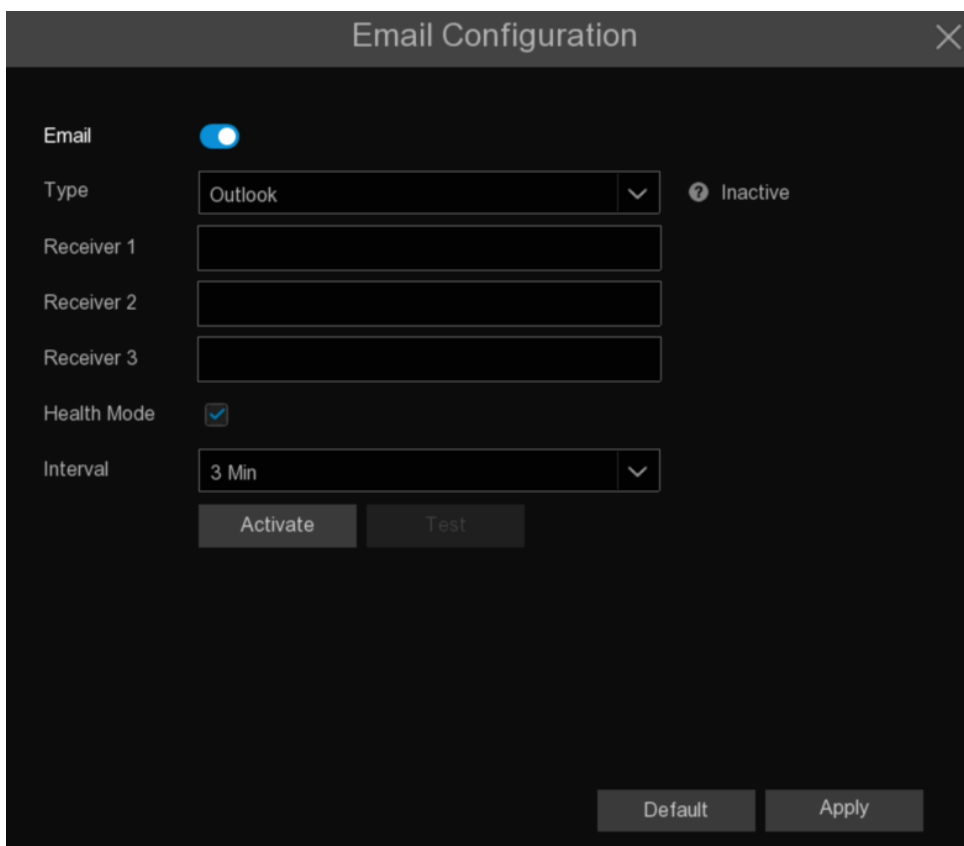 Email Configuration
Email
Type Outlook Inactive
Receiver 1
Receiver 2
Receiver 3
Health Mode
Interval 3 Min
Activate Test
Default Apply